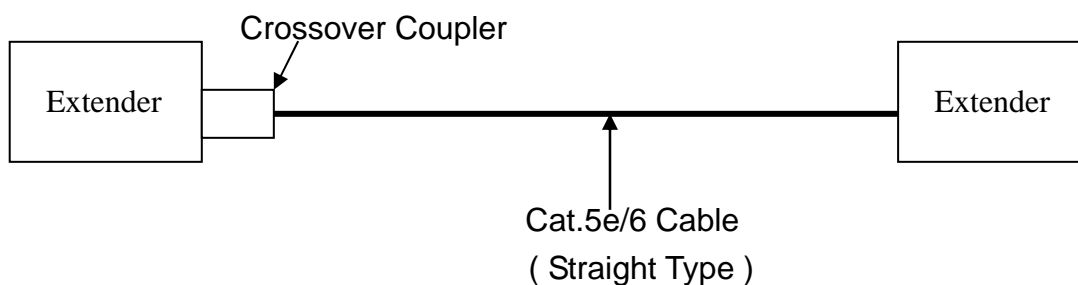 Crossover Coupler
Extender
Extender
Cat.5e/6 Cable
( Straight Type )